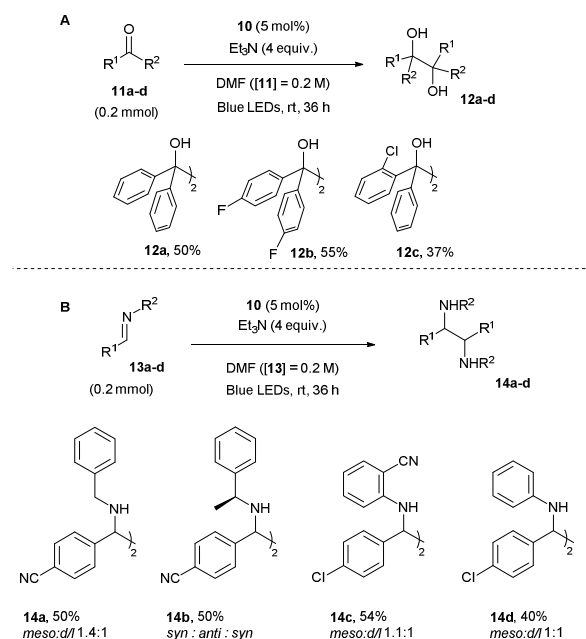 A
O
R1 R2
11a-d
(0.2 mmol)
10 (5 mol%)
Et3N (4 equiv.)
DMF ([11] = 0.2 M)
Blue LEDs, rt, 36 h
OH
R1 R1
R2 R2
OH
12a-d
OH
2
12a, 50%
OH
2
F
F
12b, 55%
Cl OH
2
12c, 37%
B
R2
N
R1
13a-d
(0.2 mmol)
10 (5 mol%)
Et3N (4 equiv.)
DMF ([13] = 0.2 M)
Blue LEDs, rt, 36 h
NHR2
R1 R1
NHR2
14a-d
NH
2
CN
14a, 50%
meso:d/l 1.4:1
NH
2
CN
14b, 50%
syn : anti : syn
CN
NH
2
Cl
14c, 54%
meso:d/l 1.1:1
NH
2
Cl
14d, 40%
meso:d/l 1:1